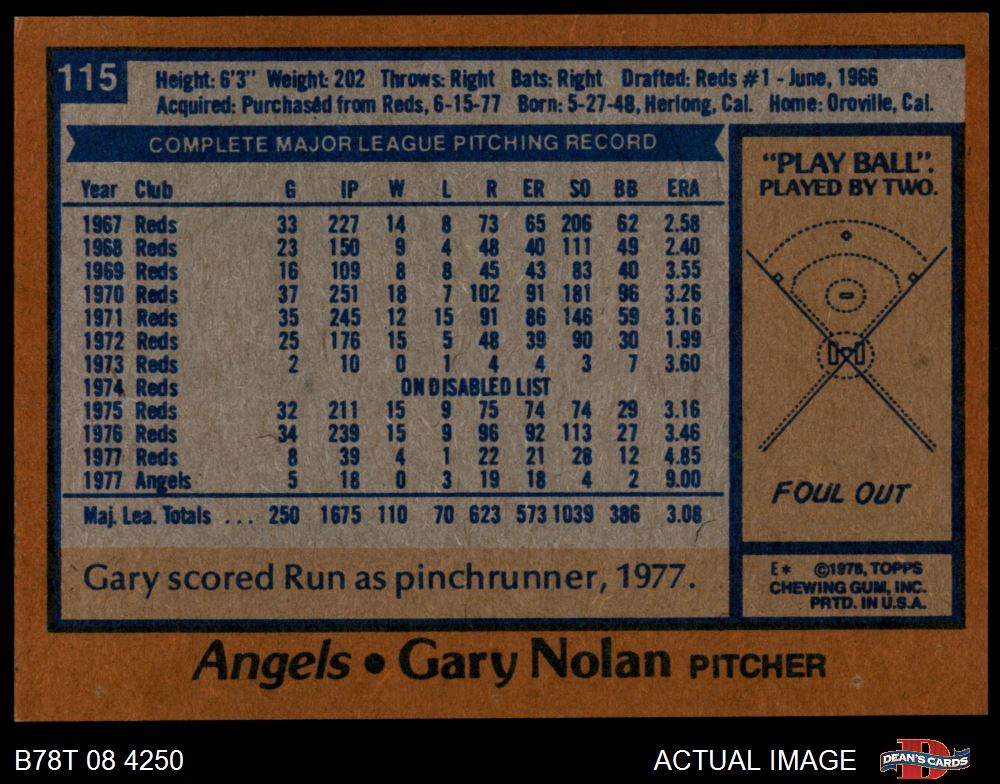 115
Height: 6'3" Weight: 202 Throws: Right Bats: Right Drafted: Reds #1 - June, 1966
Acquired: Purchased from Reds, 6-15-77 Born: 5-27-48, Herlong, Cal. Home: Oroville, Cal.
COMPLETE MAJOR LEAGUE PITCHING RECORD
Year Club G IP W L R ER SO BB ERA
1967 Reds 33 227 14 8 73 65 206 62 2.58
1968 Reds 23 150 9 4 48 40 111 49 2.40
1969 Reds 16 109 8 8 45 43 83 40 3.55
1970 Reds 37 251 18 7 102 91 181 96 3.26
1971 Reds 35 245 12 15 91 86 146 59 3.16
1972 Reds 25 176 15 5 48 39 90 30 1.99
1973 Reds 2 10 0 1 4 4 3 7 3.60
1974 Reds ON DISABLED LIST
1975 Reds 32 211 15 9 75 74 74 29 3.16
1976 Reds 34 239 15 9 96 92 113 27 3.46
1977 Reds 8 39 4 1 22 21 28 12 4.85
1977 Angels 5 18 0 3 19 18 4 2 9.00
Maj. Lea. Totals ... 250 1675 110 70 623 573 1039 386 3.08
Gary scored Run as pinchrunner, 1977.
"PLAY BALL".
PLAYED BY TWO.
FOUL OUT
E* ©1978, TOPPS
CHEWING GUM, INC.
PRTD. IN U.S.A.
Angels • Gary Nolan PITCHER
B78T 08 4250
ACTUAL IMAGE
D
DEAN'S CARDS